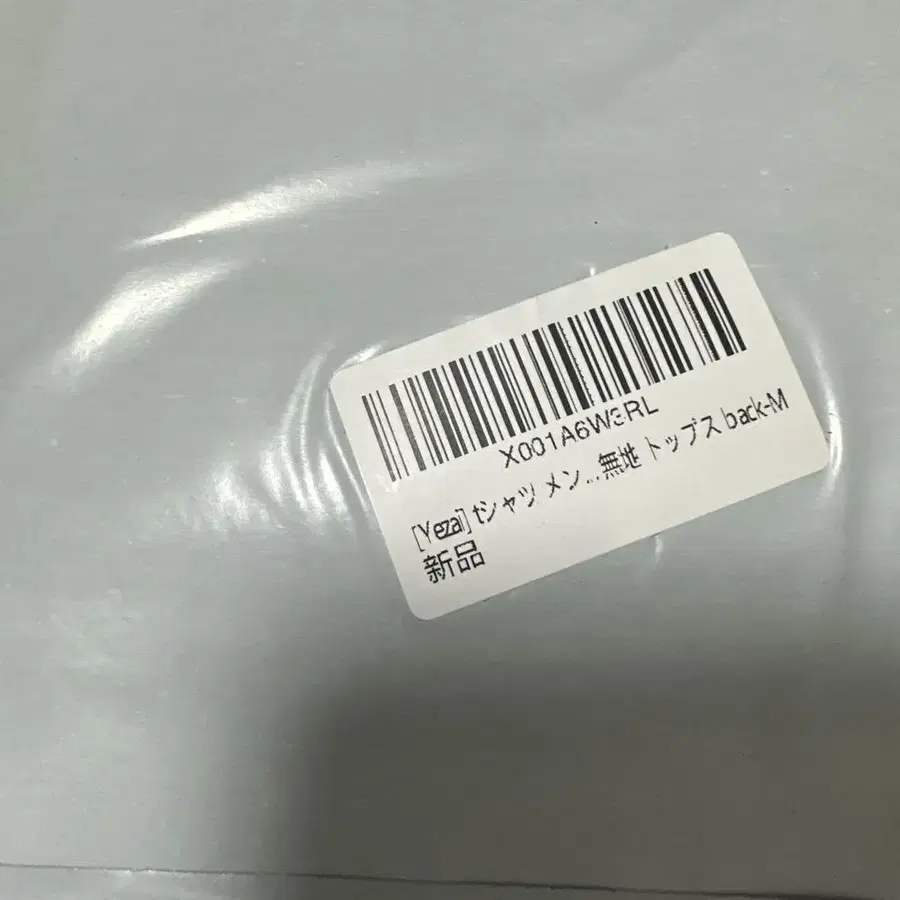 X001A6W3RL
[Yezai] tシャツ メン...無地 トップス back-M
新品